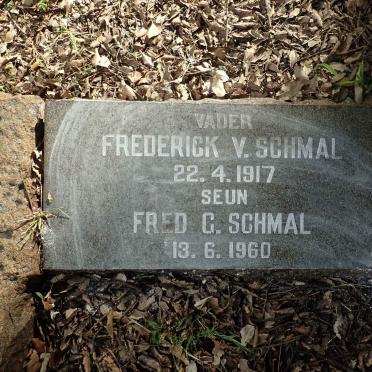 VADER
FREDERICK V. SCHMAL
22.4.1917
SEUN
FRED G. SCHMAL
13.6.1960